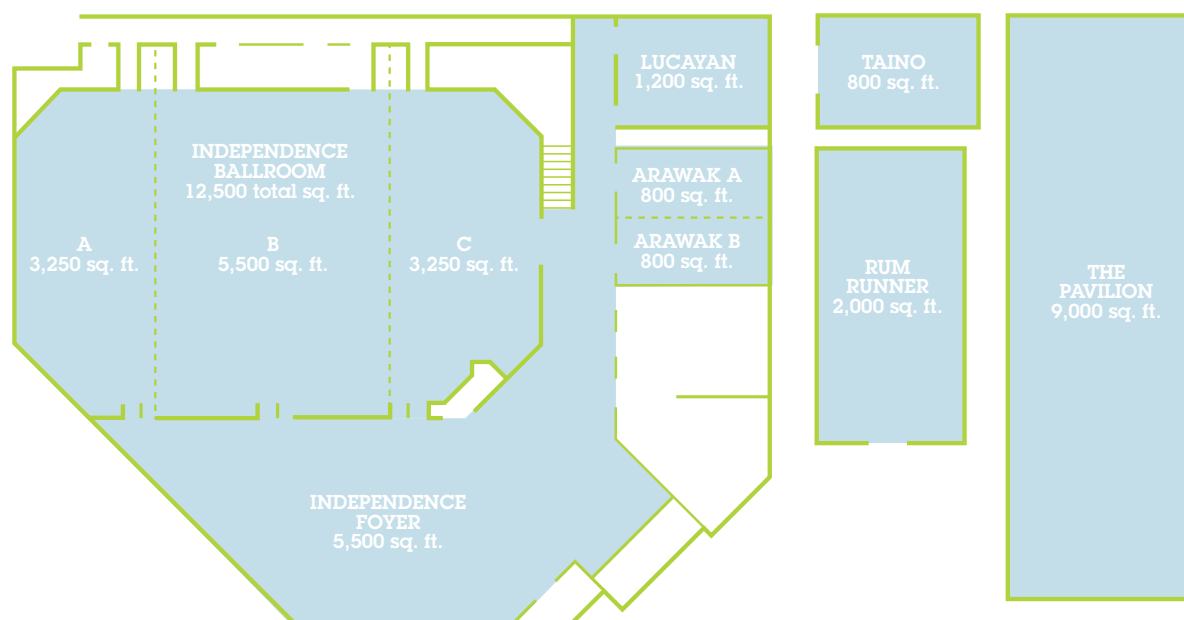 LUCAYAN
1,200 sq. ft.
TAINO
800 sq. ft.
INDEPENDENCE
BALLROOM
12,500 total sq. ft.
ARAWAK A
800 sq. ft.
A
3,250 sq. ft.
B
5,500 sq. ft.
C
3,250 sq. ft.
ARAWAK B
800 sq. ft.
RUM
RUNNER
2,000 sq. ft.
THE
PAVILION
9,000 sq. ft.
INDEPENDENCE
FOYER
5,500 sq. ft.